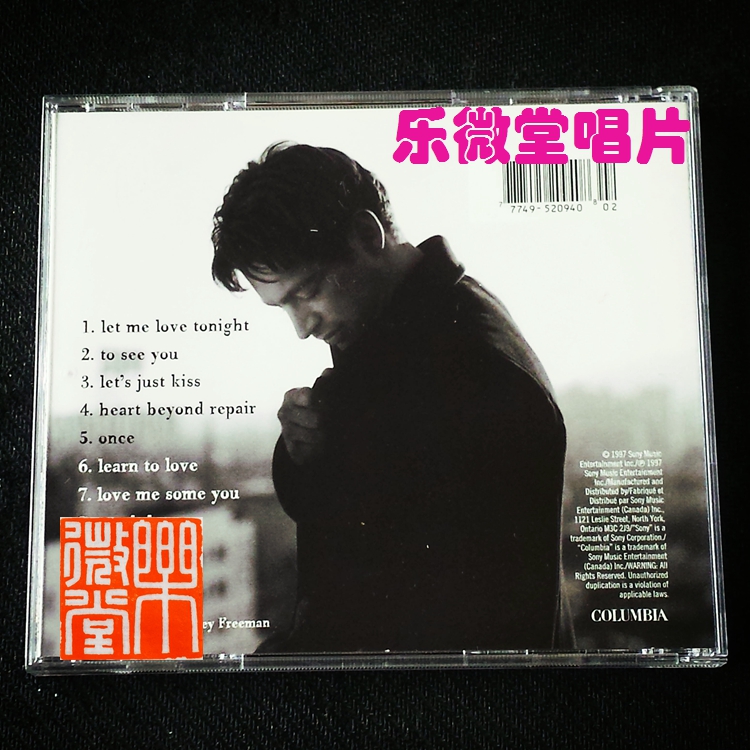 乐微堂唱片
7 7749-520940 8 02
1. let me love tonight
2. to see you
3. let's just kiss
4. heart beyond repair
5. once
6. learn to love
7. love me some you
樂微堂
ey Freeman
© 1997 Sony Music
Entertainment Inc./℗ 1997
Sony Music Entertainment
Inc./Manufactured and
Distributed by/Fabriqué et
Distribué par Sony Music
Entertainment (Canada) Inc.,
1121 Leslie Street, North York,
Ontario M3C 2J9/"Sony" is a
trademark of Sony Corporation./
"Columbia" is a trademark of
Sony Music Entertainment
(Canada) Inc./WARNING: All
Rights Reserved. Unauthorized
duplication is a violation of
applicable laws.
COLUMBIA